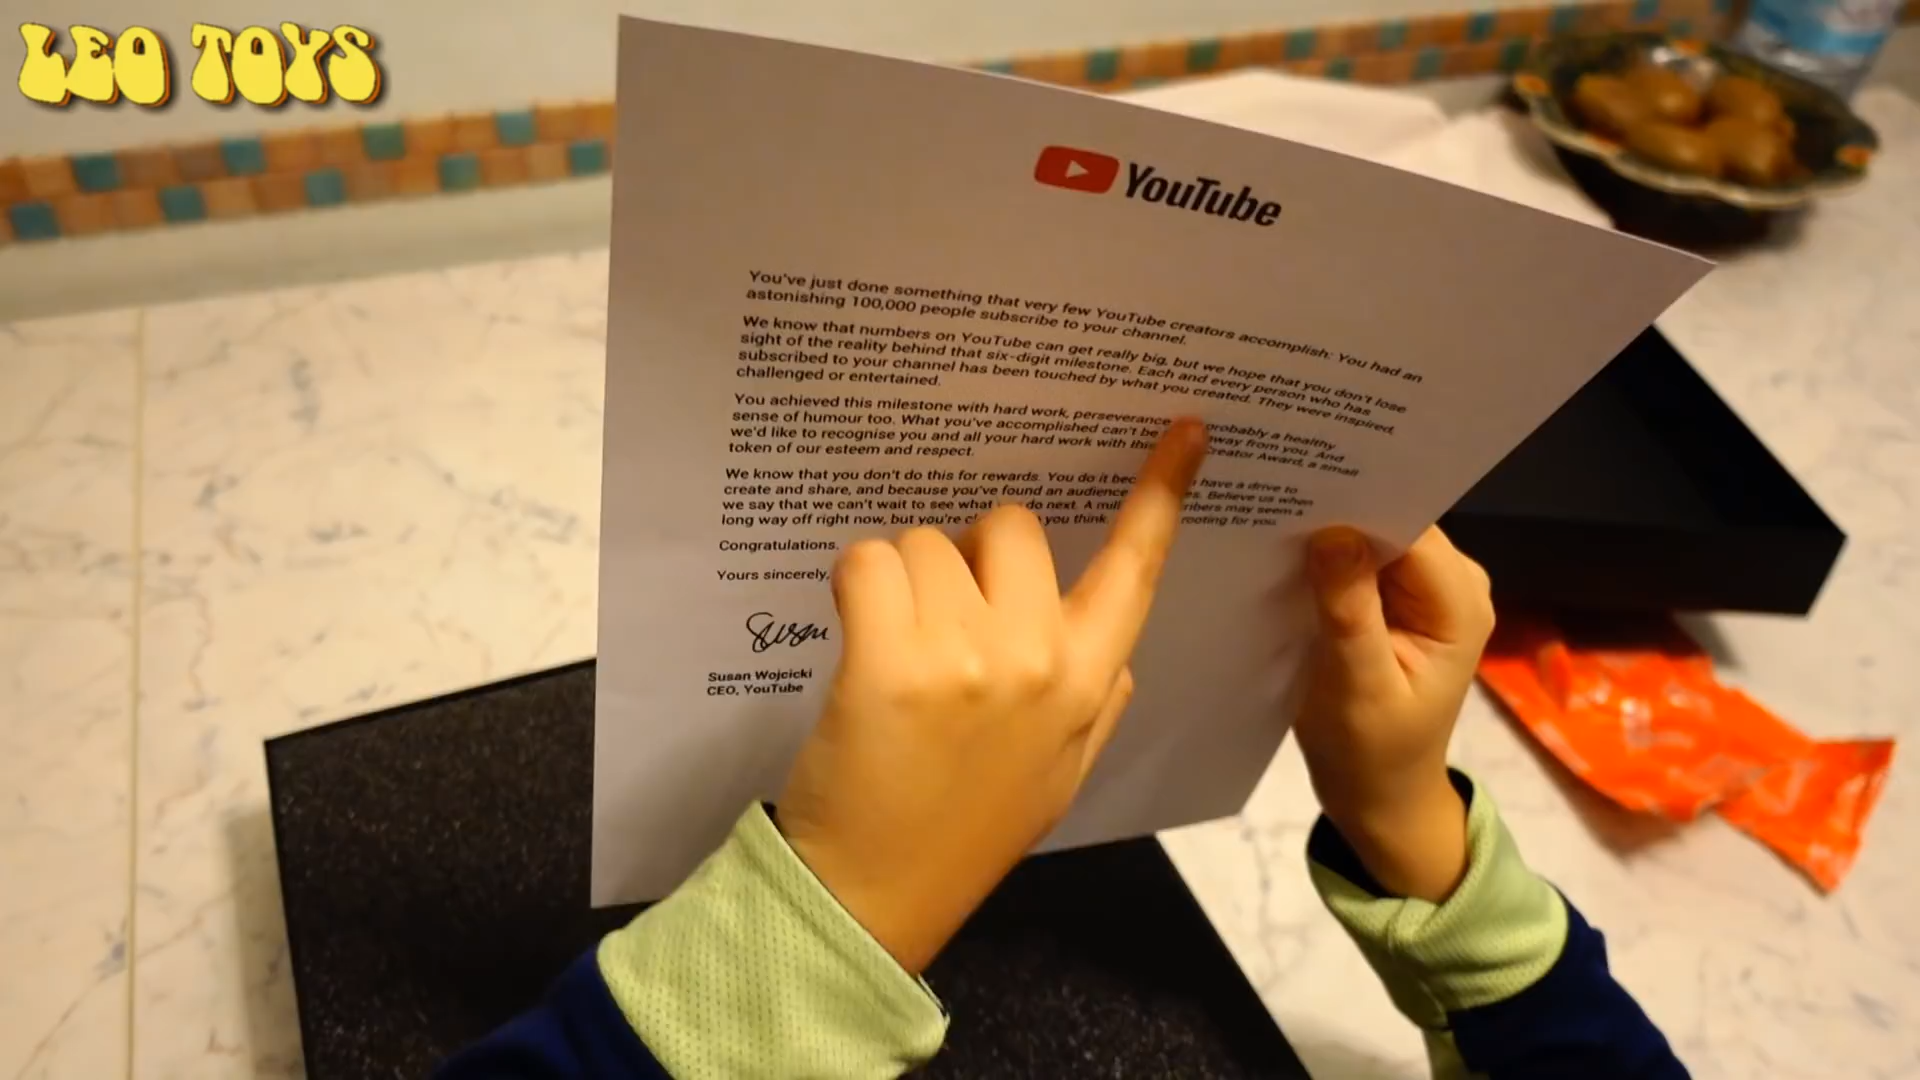 LEO TOYS
YouTube
You've just done something that very few YouTube creators accomplish: You had an
astonishing 100,000 people subscribe to your channel.
We know that numbers on YouTube can get really big, but we hope that you don't lose
sight of the reality behind that six-digit milestone. Each and every person who has
subscribed to your channel has been touched by what you created. They were inspired,
challenged or entertained.
You achieved this milestone with hard work, perseverance probably a healthy
sense of humour too. What you've accomplished can't be away from you. And
we'd like to recognise you and all your hard work with this Creator Award, a small
token of our esteem and respect.
We know that you don't do this for rewards. You do it have a drive to
create and share, and because you've found an audience Believe us when
we say that we can't wait to see what do next. A may seem a
long way off right now, but you're you think. rooting for you.
Congratulations.
Yours sincerely,
Susan
Susan Wojcicki
CEO, YouTube